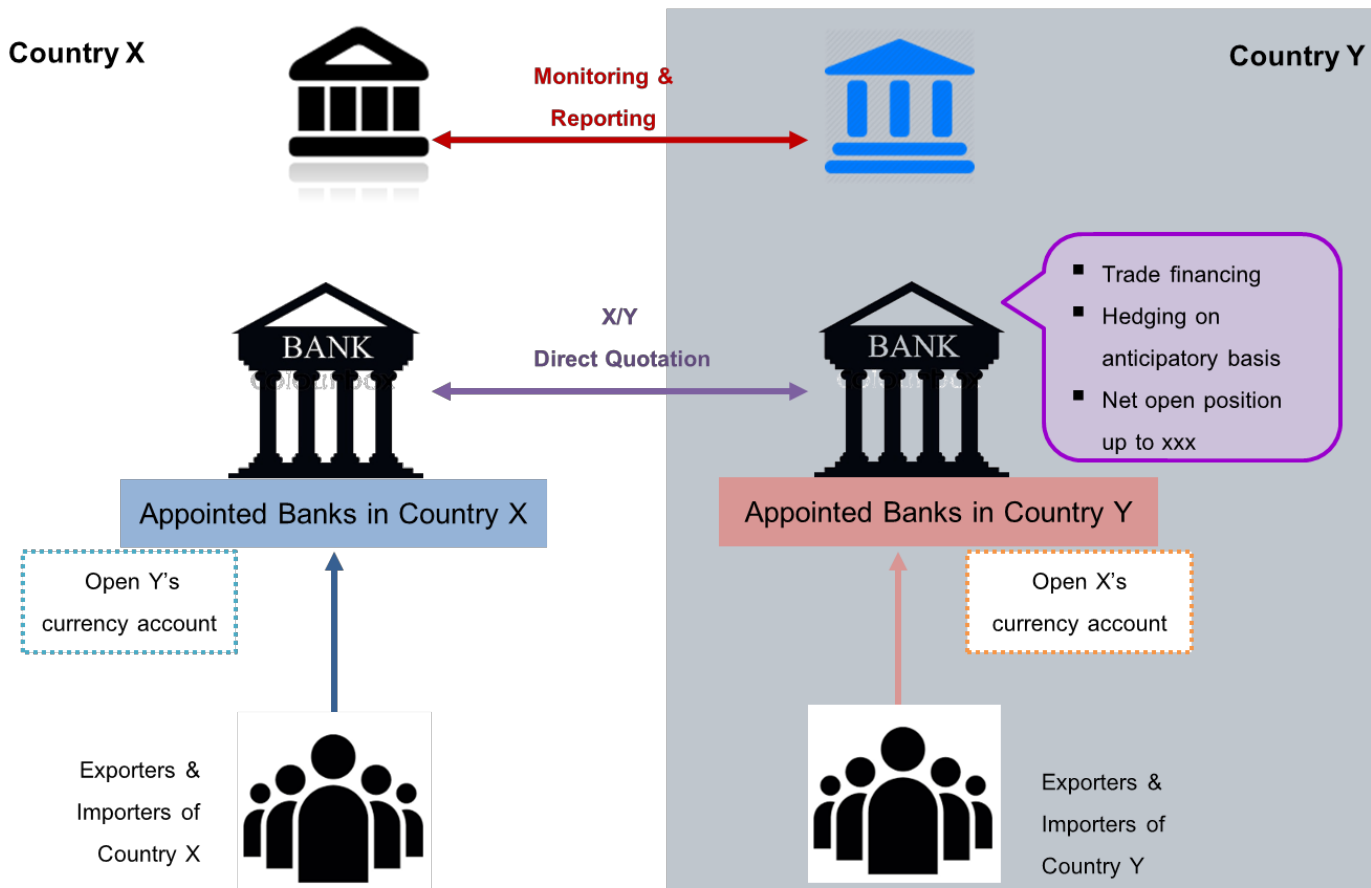 Country X
Country Y
Monitoring &
Reporting
BANK
colourbox
X/Y
Direct Quotation
BANK
colourbox
▪ Trade financing
▪ Hedging on
anticipatory basis
▪ Net open position
up to xxx
Appointed Banks in Country X
Appointed Banks in Country Y
Open Y's
currency account
Open X's
currency account
Exporters &
Importers of
Country X
Exporters &
Importers of
Country Y